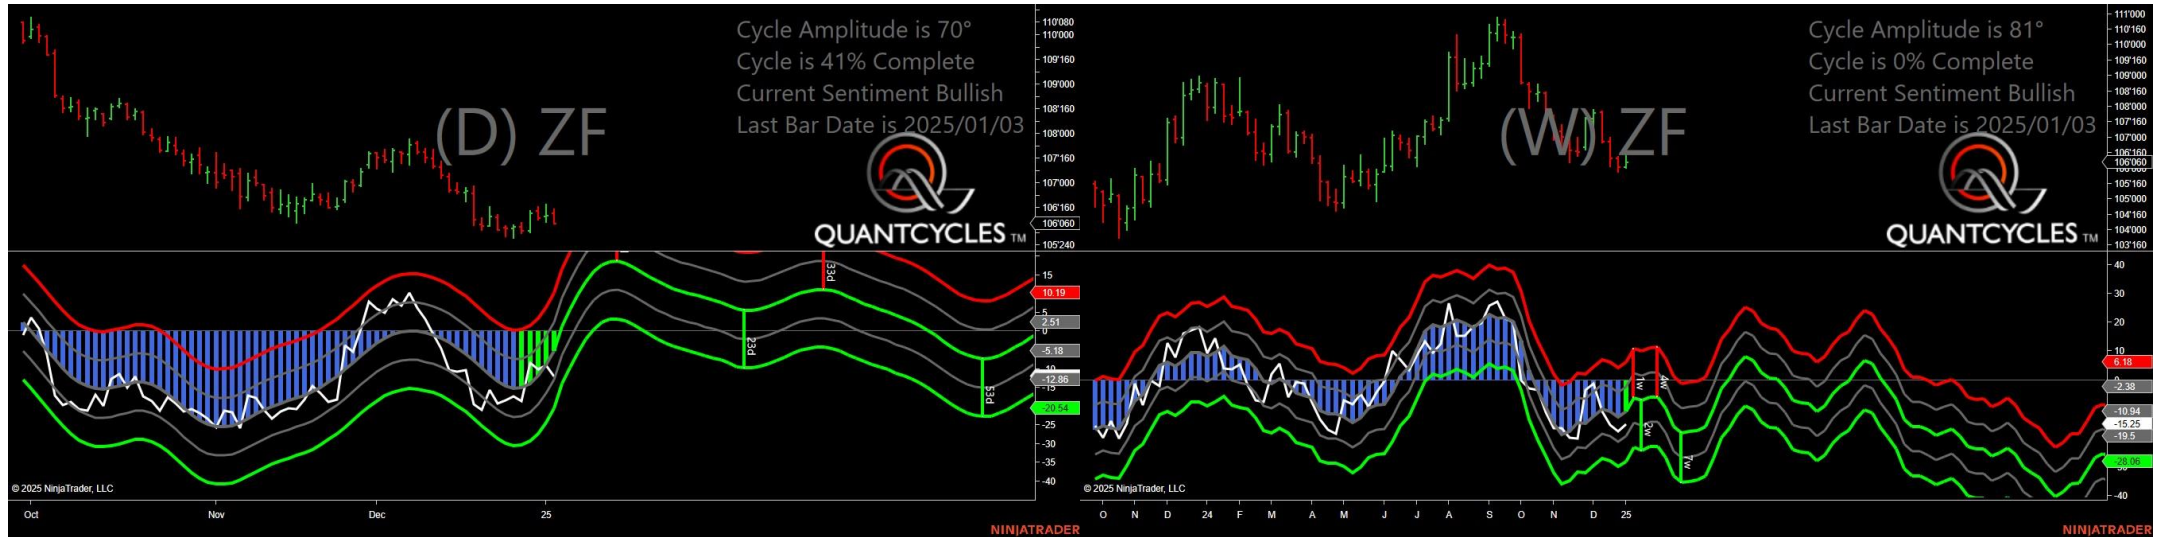 Cycle Amplitude is 70°
Cycle is 41% Complete
Current Sentiment Bullish
Last Bar Date is 2025/01/03
(D) ZF
QUANTCYCLES TM
110'080
110'000
109'160
109'000
108'160
108'000
107'160
107'000
106'160
106'060
105'240
33d
23d
53d
15
10.19
5
2.51
0
-5.18
-12.86
-15
-20.54
-25
-30
-35
-40
© 2025 NinjaTrader, LLC
Oct Nov Dec 25
NINJATRADER
Cycle Amplitude is 81°
Cycle is 0% Complete
Current Sentiment Bullish
Last Bar Date is 2025/01/03
(W) ZF
QUANTCYCLES TM
111'000
110'160
110'000
109'160
109'000
108'160
108'000
107'160
107'000
106'160
106'060
105'160
105'000
104'160
104'000
103'160
1w
4w
2w
7w
40
30
20
10
6.18
-2.38
-10.94
-15.25
-19.5
-28.06
-40
© 2025 NinjaTrader, LLC
O N D 24 F M A M J J A S O N D 25
NINJATRADER